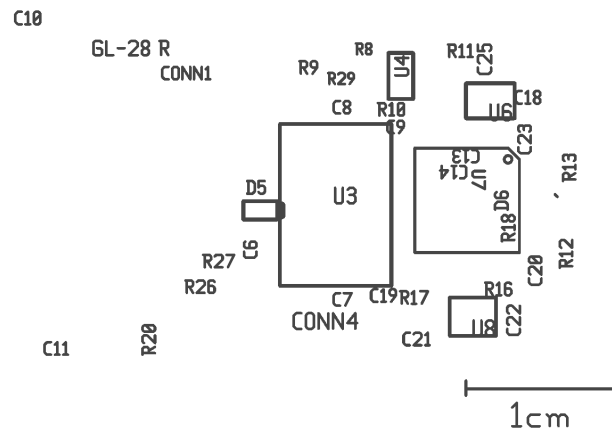 C10
GL-28 R
CONN1
R9
R29
R8
U4
R11
C25
C8
R10
C9
U6
C18
C23
C13
C14
U7
R13
D5
U3
D6
R18
C6
R27
R26
R12
C20
C7
C19
R17
R16
CONN4
U8
C22
C11
R20
C21
1cm